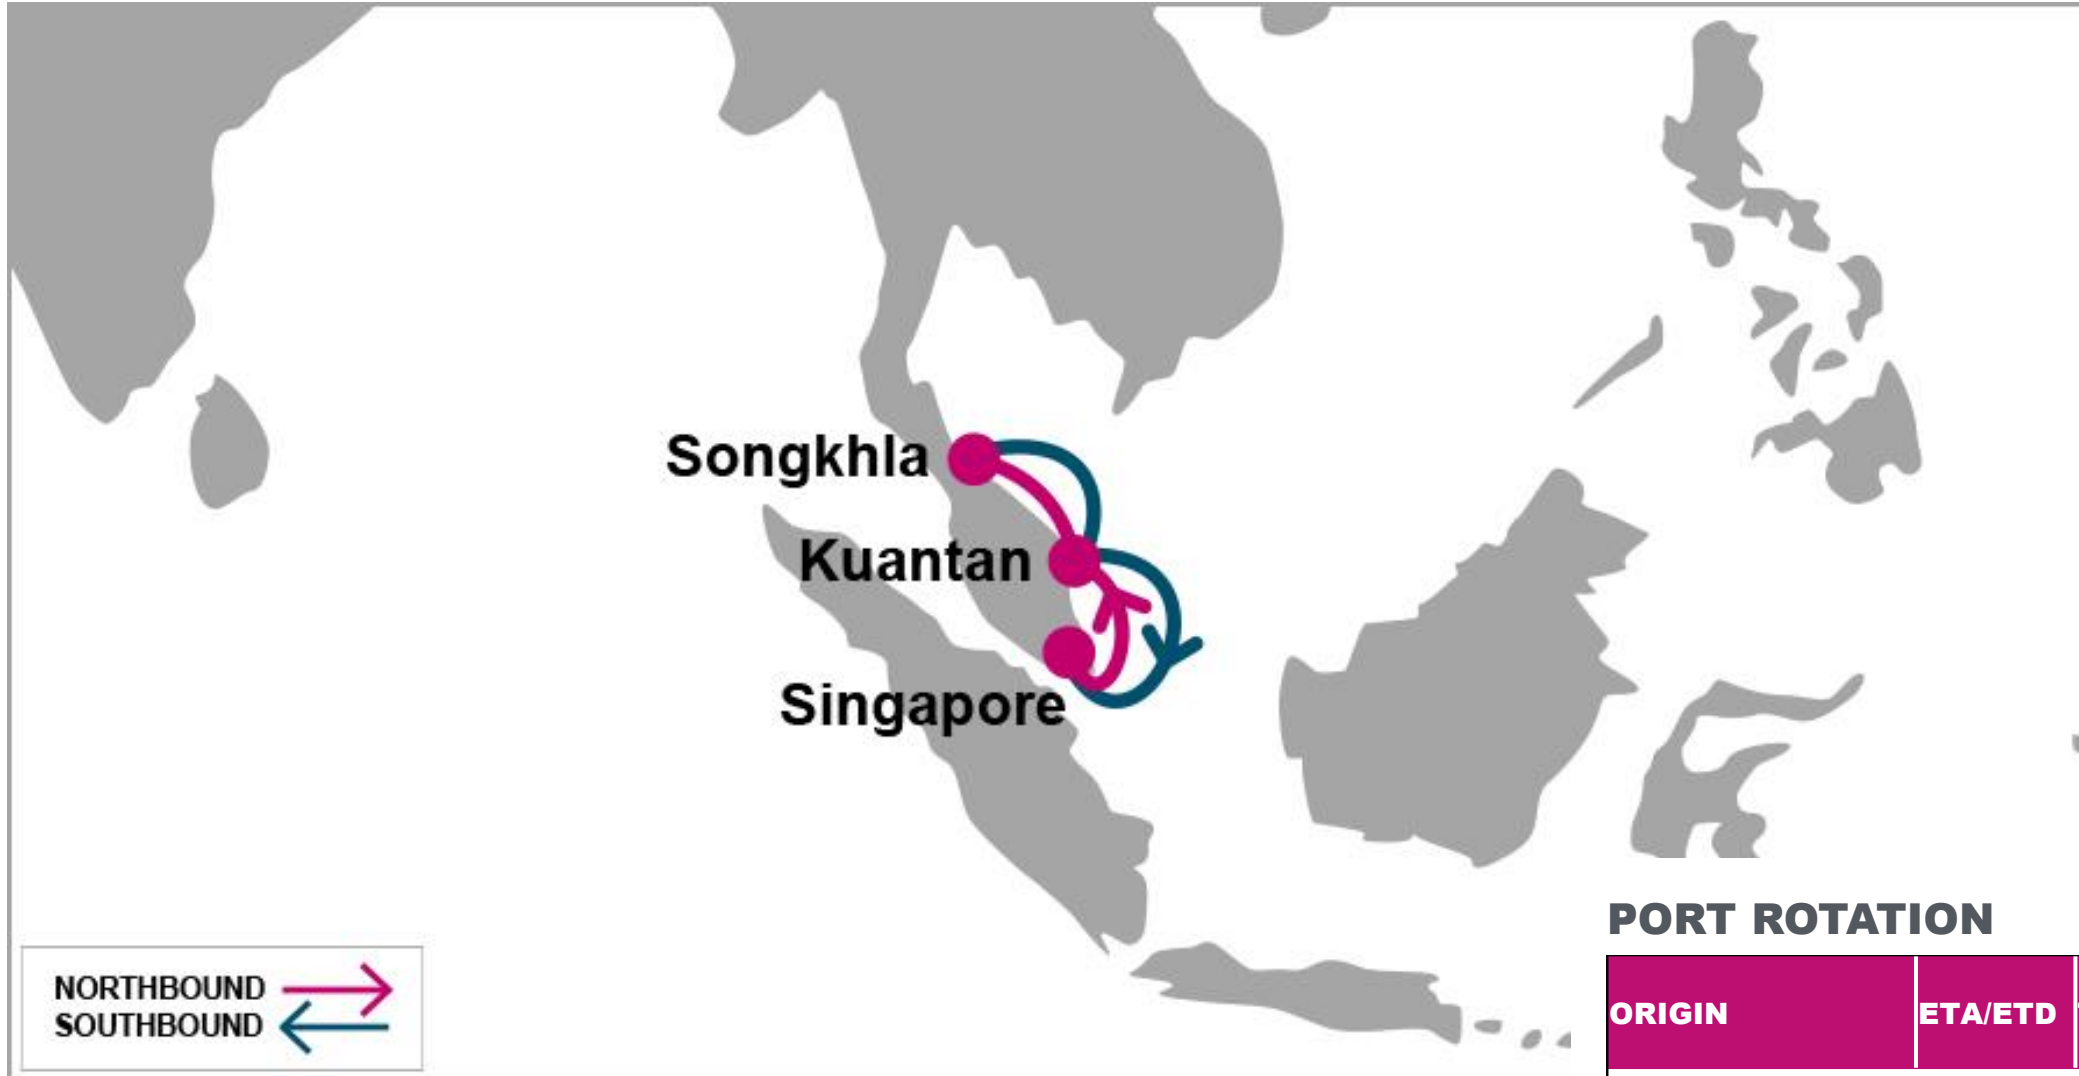 Songkhla
Kuantan
Singapore
PORT ROTATION
ORIGIN ETA/ETD
NORTHBOUND
SOUTHBOUND